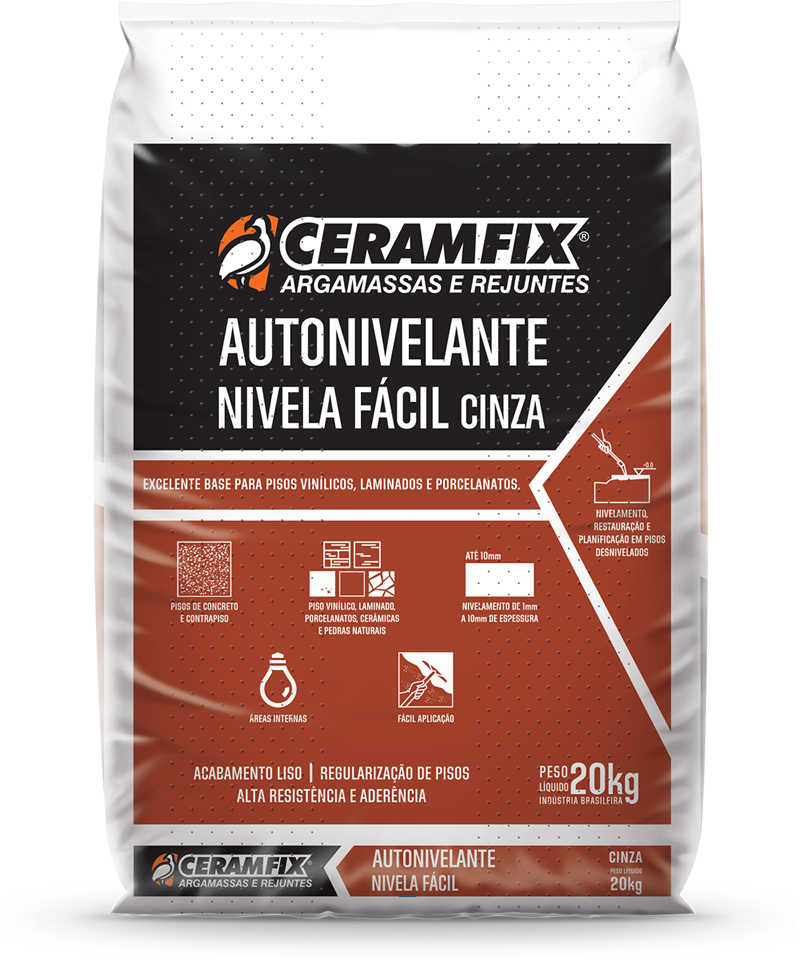 CERAMFIX®
ARGAMASSAS E REJUNTES
AUTONIVELANTE
NIVELA FÁCIL CINZA
EXCELENTE BASE PARA PISOS VINÍLICOS, LAMINADOS E PORCELANATOS.
+0.0
NIVELAMENTO,
RESTAURAÇÃO E
PLANIFICAÇÃO EM PISOS
DESNIVELADOS
PISOS DE CONCRETO
E CONTRAPISO
PISO VINÍLICO, LAMINADO,
PORCELANATOS, CERÂMICAS
E PEDRAS NATURAIS
ATÉ 10mm
NIVELAMENTO DE 1mm
A 10mm DE ESPESSURA
ÁREAS INTERNAS
FÁCIL APLICAÇÃO
ACABAMENTO LISO | REGULARIZAÇÃO DE PISOS
ALTA RESISTÊNCIA E ADERÊNCIA
PESO LÍQUIDO 20kg
INDÚSTRIA BRASILEIRA
CERAMFIX®
ARGAMASSAS E REJUNTES
AUTONIVELANTE
NIVELA FÁCIL
CINZA
PESO LÍQUIDO
20kg